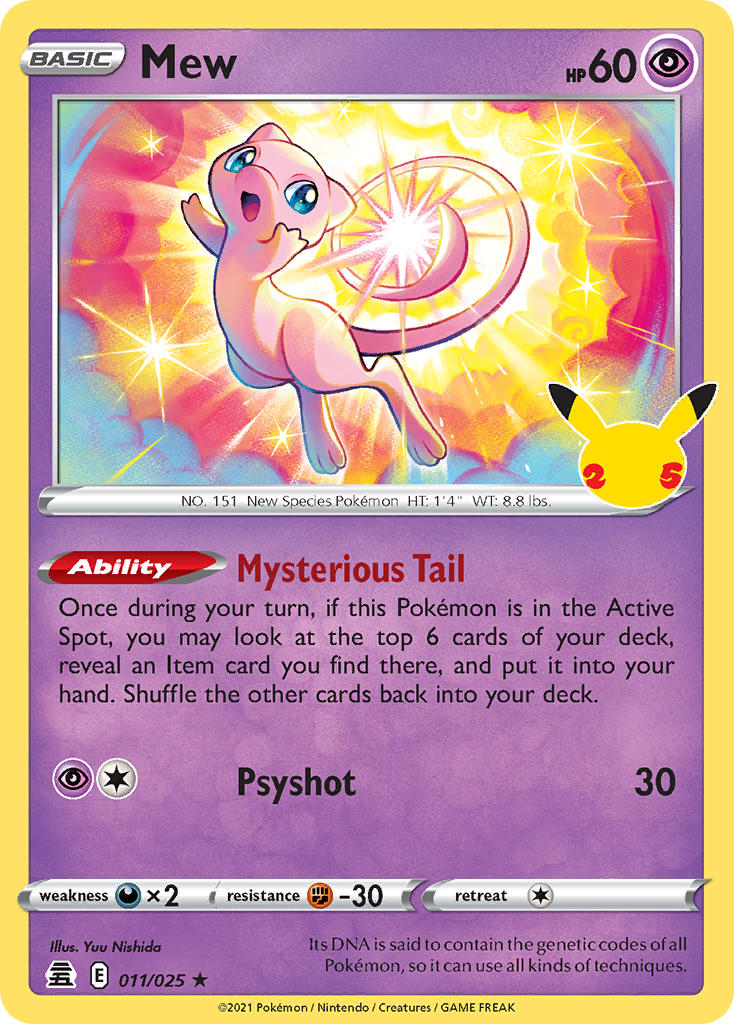 BASIC Mew HP60
25
NO. 151 New Species Pokémon HT: 1'4" WT: 8.8 lbs.
Ability Mysterious Tail
Once during your turn, if this Pokémon is in the Active
Spot, you may look at the top 6 cards of your deck,
reveal an Item card you find there, and put it into your
hand. Shuffle the other cards back into your deck.
Psyshot 30
weakness ×2 resistance -30 retreat
Illus. Yuu Nishida
Its DNA is said to contain the genetic codes of all
Pokémon, so it can use all kinds of techniques.
E 011/025 ★
©2021 Pokémon / Nintendo / Creatures / GAME FREAK